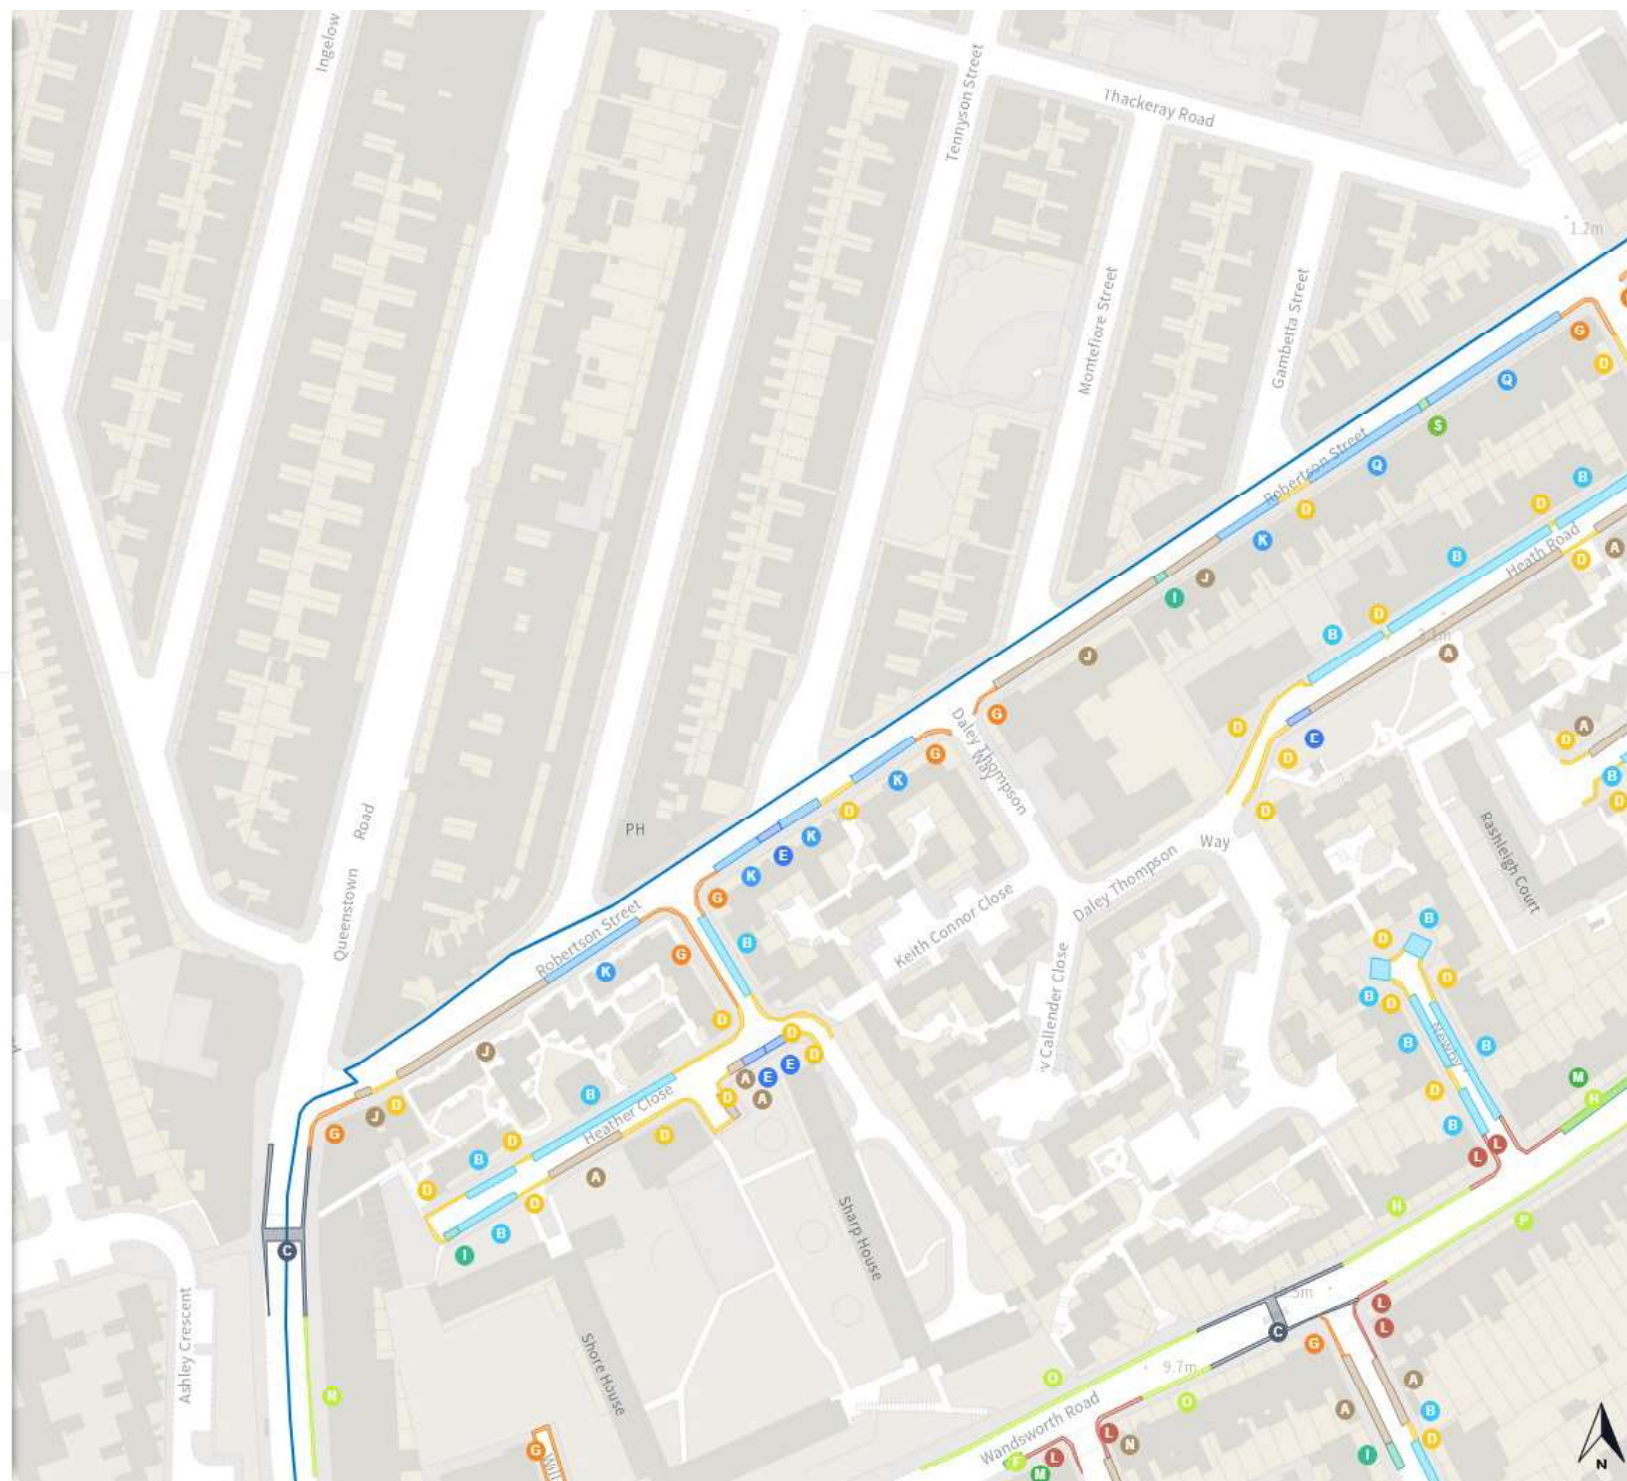 Ingelow
Tennyson Street
Thackeray Road
1.2m
Montefiore Street
Gambetta Street
G
D
Q
S
Robertson Street
Q
B
D
D
K
B
Heath Road
A
D
J
I
D
B
3.1m
A
J
G
Daley Thompson
Way
D
E
A
D
D
G
K
B
D
D
D
Queenstown Road
PH
K
E
K
Rashleigh Court
Way
Daley Thompson
G
Robertson Street
Keith Connor Close
B
B
D
G
K
D
B
D
D
J
D
D
E
E
A
A
D
B
Heather Close
B
B
M
H
D
J
G
D
B
D
D
A
B
L
L
D
I
B
C
Sharp House
H
P
Ashley Crescent
Shore House
L
L
C
G
9.7m
O
O
A
A
B
D
I
Wandsworth Road
L
N
L
M
G
N